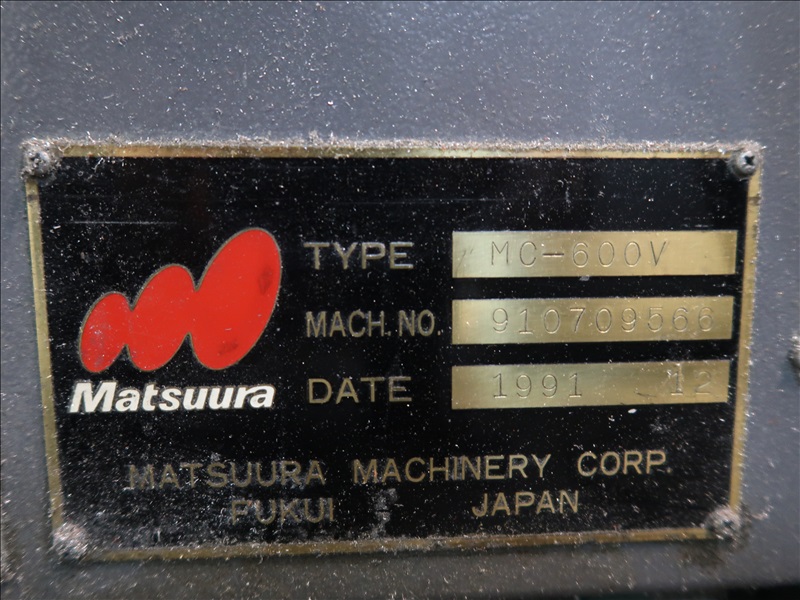 TYPE MC-600V
MACH. NO. 910709566
DATE 1991 12
Matsuura
MATSUURA MACHINERY CORP.
FUKUI JAPAN